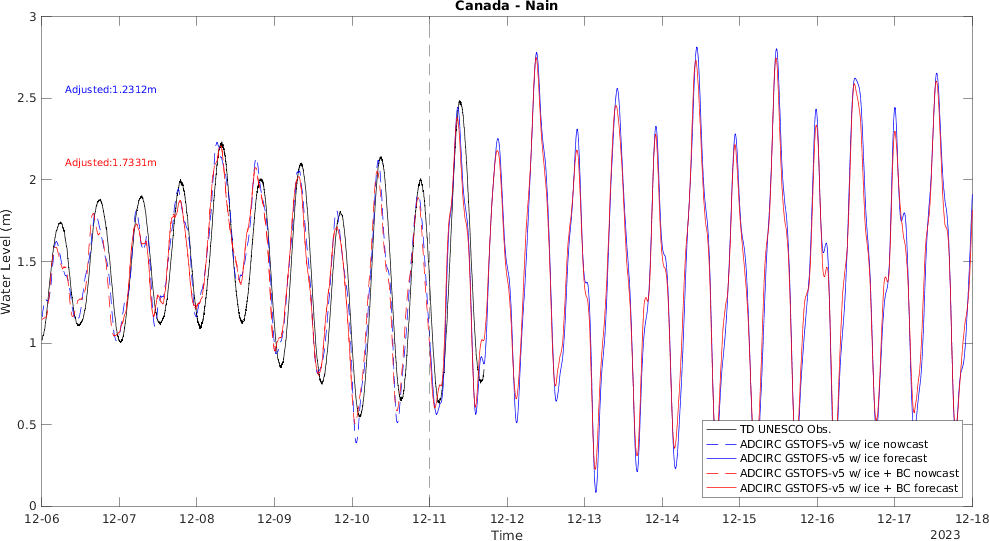 Canada - Nain
3
2.5
2
1.5
1
0.5
0
Water Level (m)
Adjusted:1.2312m
Adjusted:1.7331m
TD UNESCO Obs.
ADCIRC GSTOFS-v5 w/ ice nowcast
ADCIRC GSTOFS-v5 w/ ice forecast
ADCIRC GSTOFS-v5 w/ ice + BC nowcast
ADCIRC GSTOFS-v5 w/ ice + BC forecast
12-06 12-07 12-08 12-09 12-10 12-11 12-12 12-13 12-14 12-15 12-16 12-17 12-18
Time
2023